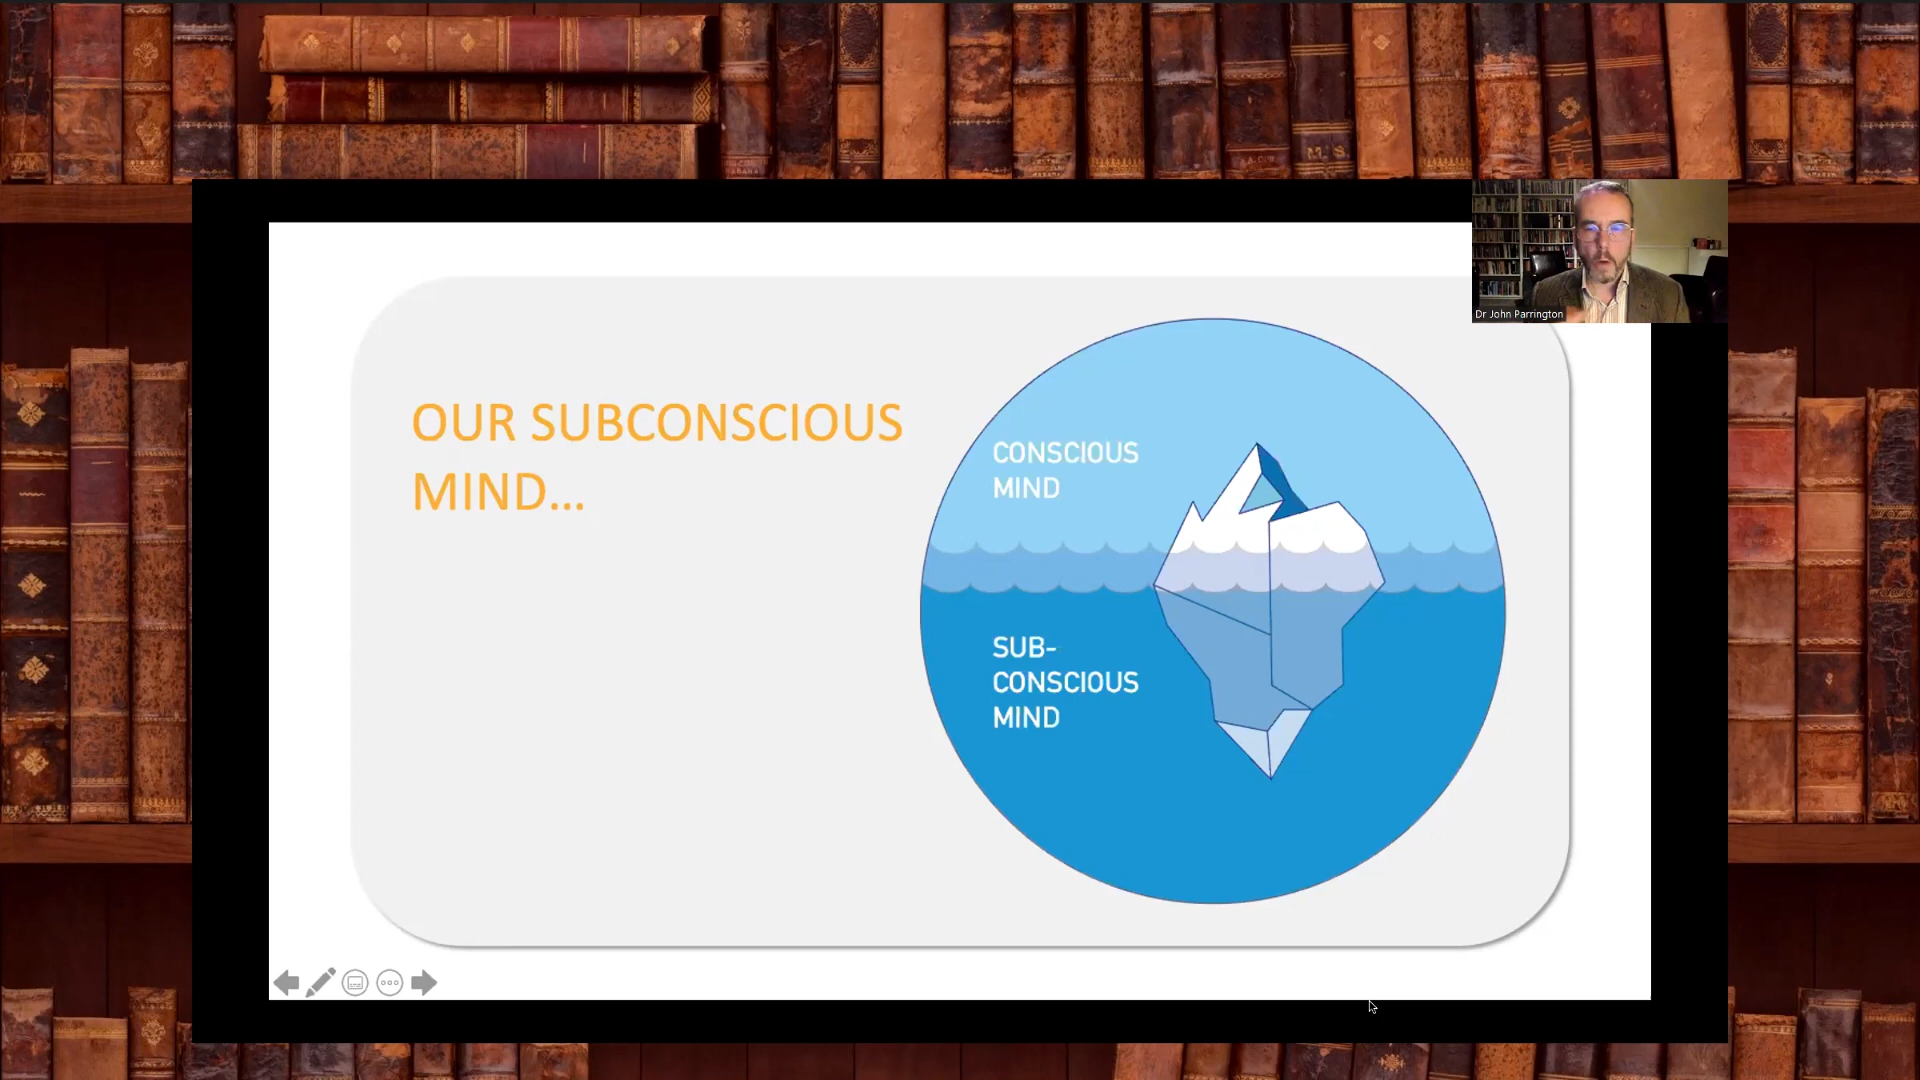 OUR SUBCONSCIOUS
MIND...
CONSCIOUS
MIND
SUB-
CONSCIOUS
MIND
Dr John Parrington
M.S